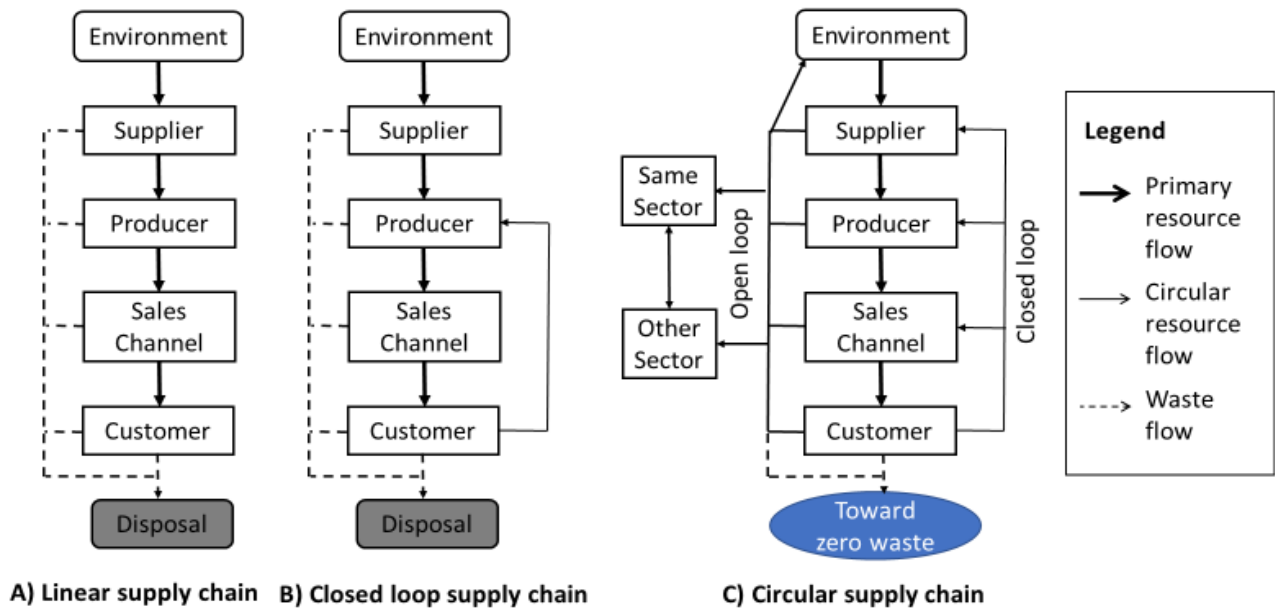 Environment
Supplier
Producer
Sales
Channel
Customer
Disposal
A) Linear supply chain
Environment
Supplier
Producer
Sales
Channel
Customer
Disposal
B) Closed loop supply chain
Environment
Supplier
Same
Sector
Producer
Open loop
Closed loop
Other
Sector
Sales
Channel
Customer
Toward
zero waste
C) Circular supply chain
Legend
Primary
resource
flow
Circular
resource
flow
Waste
flow